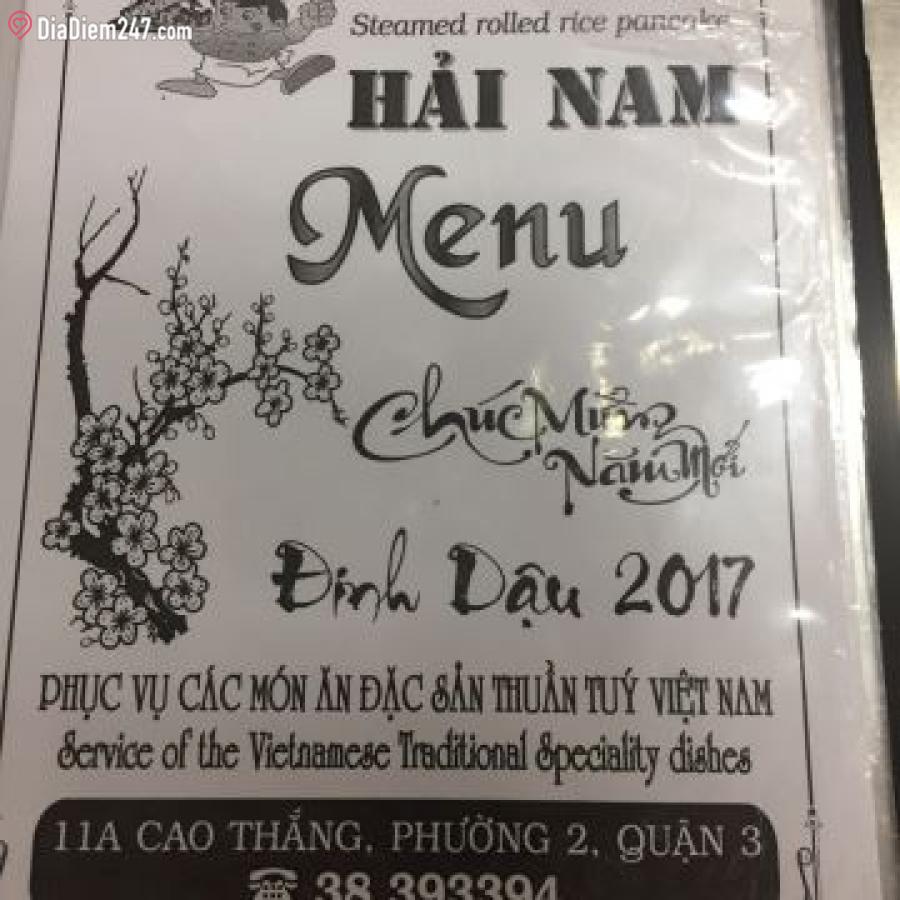 DiaDiem247.com
Steamed rolled rice pancake
HẢI NAM
Menu
Chúc Mừng
Năm Mới
Đinh Dậu 2017
PHỤC VỤ CÁC MÓN ĂN ĐẶC SẢN THUẦN TUÝ VIỆT NAM
Service of the Vietnamese Traditional Speciality dishes
11A CAO THẮNG, PHƯỜNG 2, QUẬN 3
☎ 38 393394